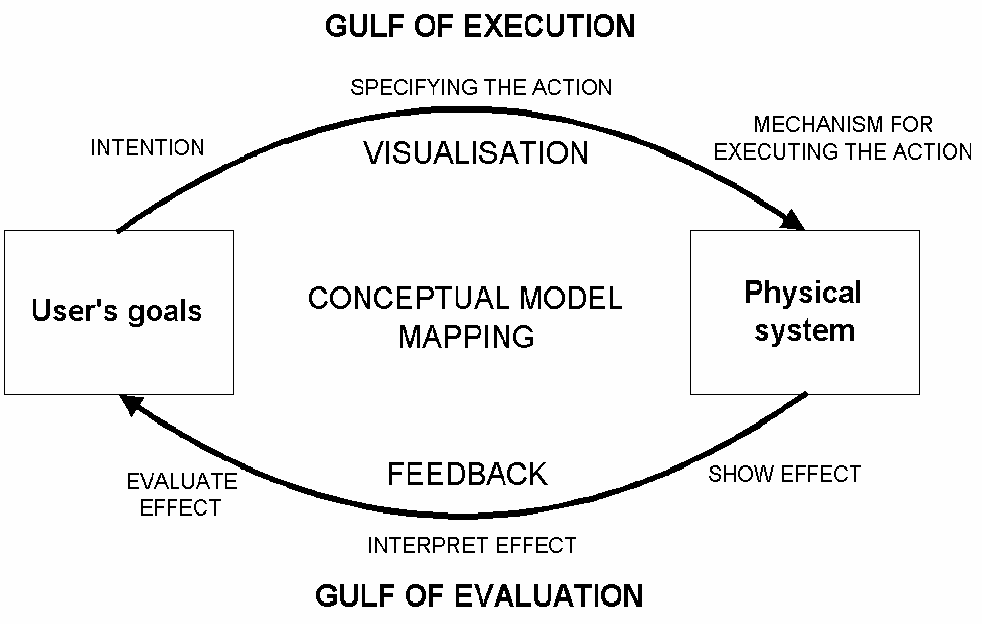 GULF OF EXECUTION
SPECIFYING THE ACTION
INTENTION
VISUALISATION
MECHANISM FOR
EXECUTING THE ACTION
User's goals
CONCEPTUAL MODEL
MAPPING
Physical
system
FEEDBACK
EVALUATE
EFFECT
SHOW EFFECT
INTERPRET EFFECT
GULF OF EVALUATION